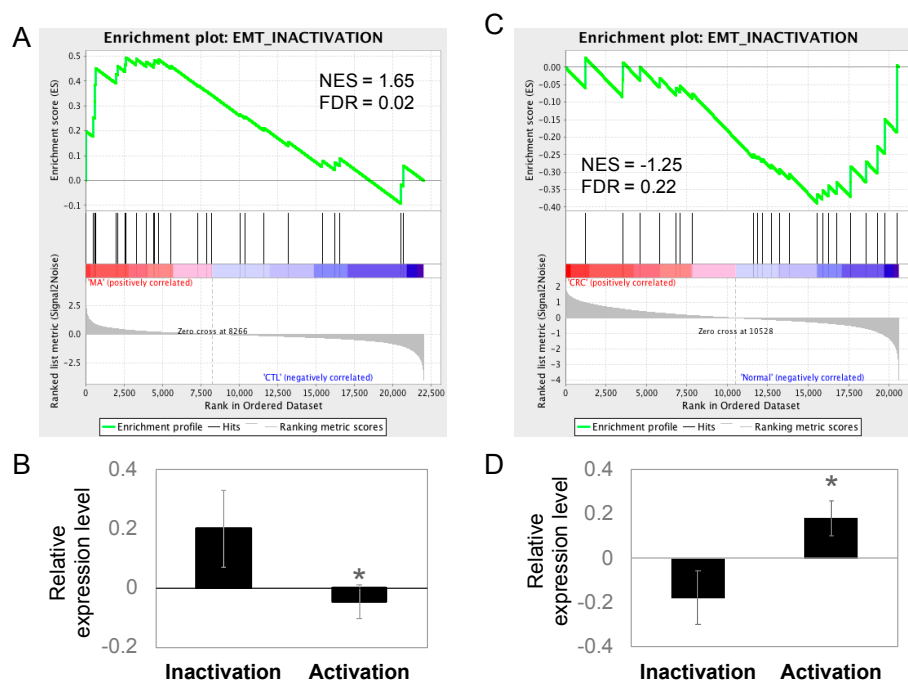 A
Enrichment plot: EMT_INACTIVATION
Enrichment score (ES)
0.5
0.4
0.3
0.2
0.1
0.0
-0.1
NES = 1.65
FDR = 0.02
'MA' (positively correlated)
Ranked list metric (Signal2Noise)
2.5
0.0
-2.5
Zero cross at 8266
'CTL' (negatively correlated)
0 2,500 5,000 7,500 10,000 12,500 15,000 17,500 20,000 22,500
Rank in Ordered Dataset
Enrichment profile Hits Ranking metric scores
C
Enrichment plot: EMT_INACTIVATION
Enrichment score (ES)
0.00
-0.05
-0.10
-0.15
-0.20
-0.25
-0.30
-0.35
-0.40
NES = -1.25
FDR = 0.22
'CRC' (positively correlated)
Ranked list metric (Signal2Noise)
2
1
0
-1
-2
-3
-4
Zero cross at 10528
'Normal' (negatively correlated)
0 2,500 5,000 7,500 10,000 12,500 15,000 17,500 20,000
Rank in Ordered Dataset
Enrichment profile Hits Ranking metric scores
B
Relative
expression level
0.4
0.2
0
-0.2
*
Inactivation Activation
D
Relative
expression level
0.4
0.2
0
-0.2
-0.4
*
Inactivation Activation